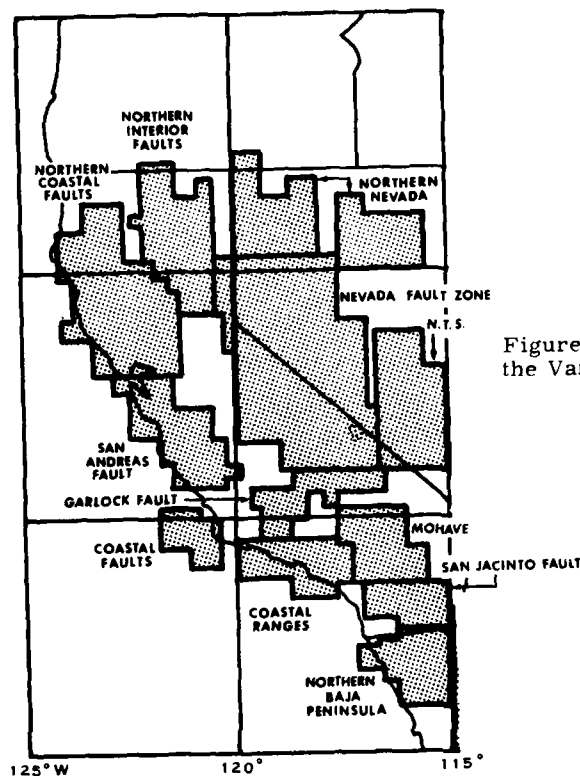 NORTHERN
INTERIOR
FAULTS
NORTHERN
COASTAL
FAULTS
NORTHERN
NEVADA
NEVADA FAULT ZONE
N.T.S.
Figure
the Var
SAN
ANDREAS
FAULT
GARLOCK FAULT
MOHAVE
COASTAL
FAULTS
SAN JACINTO FAULT
COASTAL
RANGES
NORTHERN
BAJA
PENINSULA
125°W
120°
115°